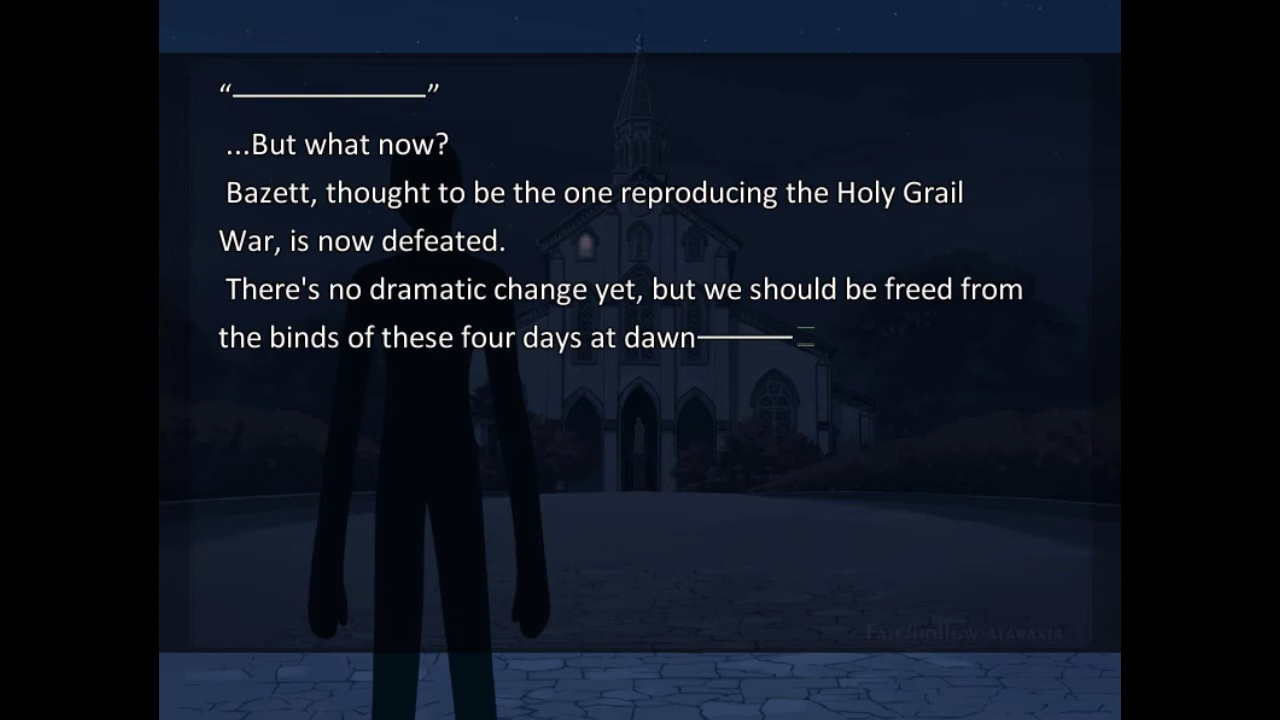 “――――――――”
...But what now?
Bazett, thought to be the one reproducing the Holy Grail
War, is now defeated.
There's no dramatic change yet, but we should be freed from
the binds of these four days at dawn――――
Fate/hollow ataraxia